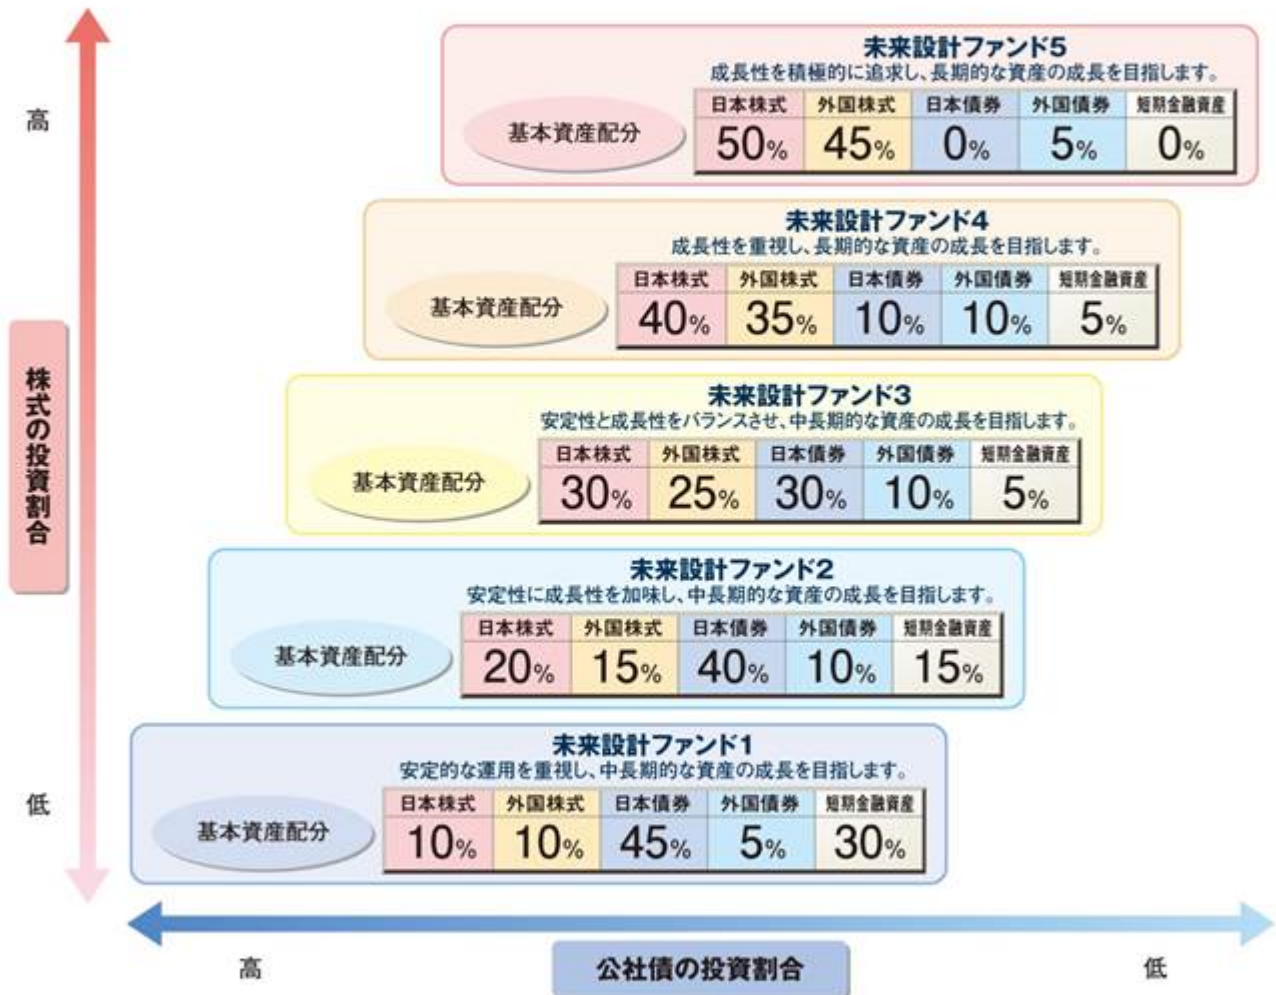 高
株式の投資割合
低
未来設計ファンド5
成長性を積極的に追求し、長期的な資産の成長を目指します。
基本資産配分
日本株式 外国株式 日本債券 外国債券 短期金融資産
50% 45% 0% 5% 0%
未来設計ファンド4
成長性を重視し、長期的な資産の成長を目指します。
基本資産配分
日本株式 外国株式 日本債券 外国債券 短期金融資産
40% 35% 10% 10% 5%
未来設計ファンド3
安定性と成長性をバランスさせ、中長期的な資産の成長を目指します。
基本資産配分
日本株式 外国株式 日本債券 外国債券 短期金融資産
30% 25% 30% 10% 5%
未来設計ファンド2
安定性に成長性を加味し、中長期的な資産の成長を目指します。
基本資産配分
日本株式 外国株式 日本債券 外国債券 短期金融資産
20% 15% 40% 10% 15%
未来設計ファンド1
安定的な運用を重視し、中長期的な資産の成長を目指します。
基本資産配分
日本株式 外国株式 日本債券 外国債券 短期金融資産
10% 10% 45% 5% 30%
高 公社債の投資割合 低